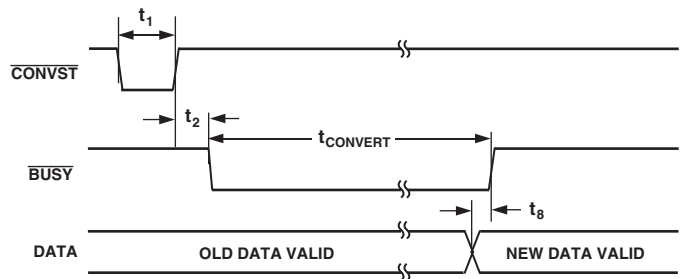 t1
CONVST
t2
tCONVERT
BUSY
t8
DATA
OLD DATA VALID
NEW DATA VALID